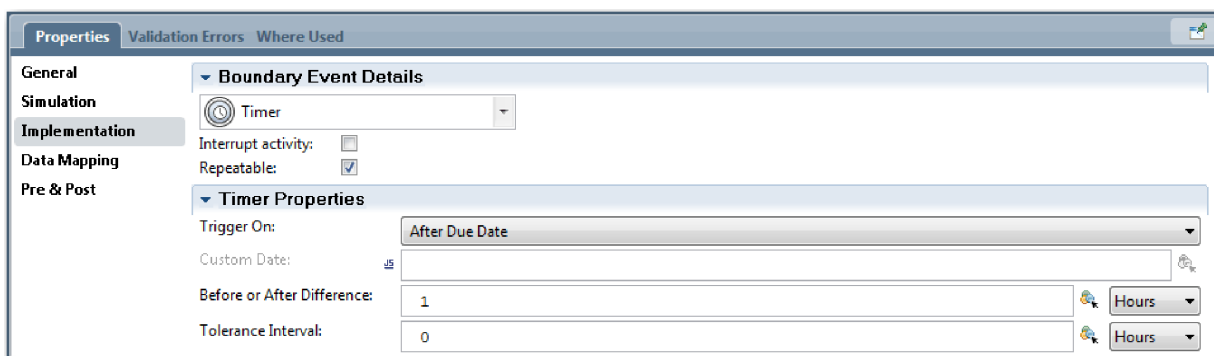 Properties Validation Errors Where Used
General
Simulation
Implementation
Data Mapping
Pre & Post
Boundary Event Details
Timer
Interrupt activity:
Repeatable:
Timer Properties
Trigger On: After Due Date
Custom Date: JS
Before or After Difference: 1 Hours
Tolerance Interval: 0 Hours